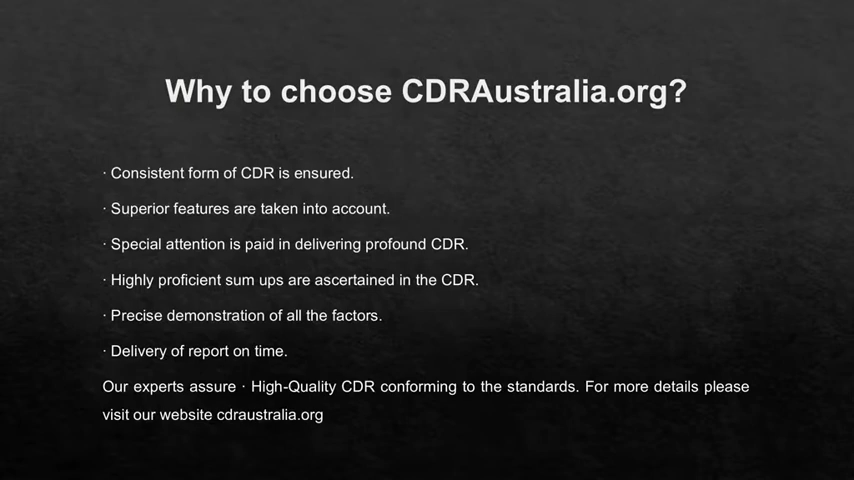 Why to choose CDRAustralia.org?
· Consistent form of CDR is ensured.
· Superior features are taken into account.
· Special attention is paid in delivering profound CDR.
· Highly proficient sum ups are ascertained in the CDR.
· Precise demonstration of all the factors.
· Delivery of report on time.
Our experts assure · High-Quality CDR conforming to the standards. For more details please
visit our website cdraustralia.org